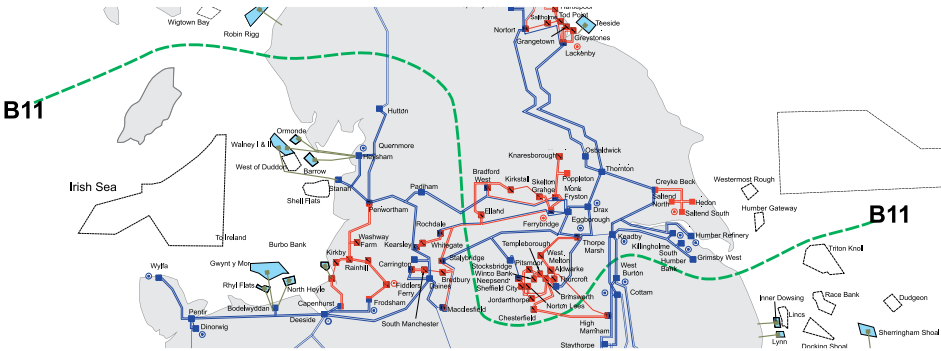 Wigtown Bay
Robin Rigg
Hartlepool
Saltholme
Tod Point
Teeside
Nortort
Grangetown
Greystones
Lackenby
B11
Hutton
Ormonde
Walney I & II
Quernmore
Heysham
West of Duddon
Barrow
Stanah
Shell Flats
Irish Sea
To Ireland
Padiham
Penwortham
Bradford
West
Kirkstall
Skelton
Grahge
Knaresborough
Poppleton
Monk
Fryston
Osbaldwick
Thornton
Elland
Ferrybridge
Drax
Eggborough
Creyke Beck
Saltend
North
Hedon
Saltend South
Westermost Rough
Humber Gateway
B11
Rochdale
Washway
Farm
Kearsley
Whitegate
Burbo Bank
Kirkby
Rainhill
Carrington
Stalybridge
Templeborough
West
Melton
Thorpe
Marsh
Keadby
Humber Refinery
Killingholme
South
Humber
Bank
Grimsby West
Triton Knoll
Wylfa
Gwynt y Mor
Rhyl Flats
North Hoyle
Bodelwyddan
Fiddlers
Ferry
Daines
Bredbury
Stocksbridge
Pitsmoor
Winco Bank
Neepsend
Sheffield City
Aldwarke
Thurcroft
Brinsworth
Jordanthorpe
Norton Lees
West
Burton
Cottam
Pentir
Dinorwig
Capenhurst
Frodsham
Deeside
South Manchester
Macclesfield
Chesterfield
High
Marnham
Staythorpe
Inner Dowsing
Lincs
Race Bank
Dudgeon
Lynn
Docking Shoal
Sherringham Shoal